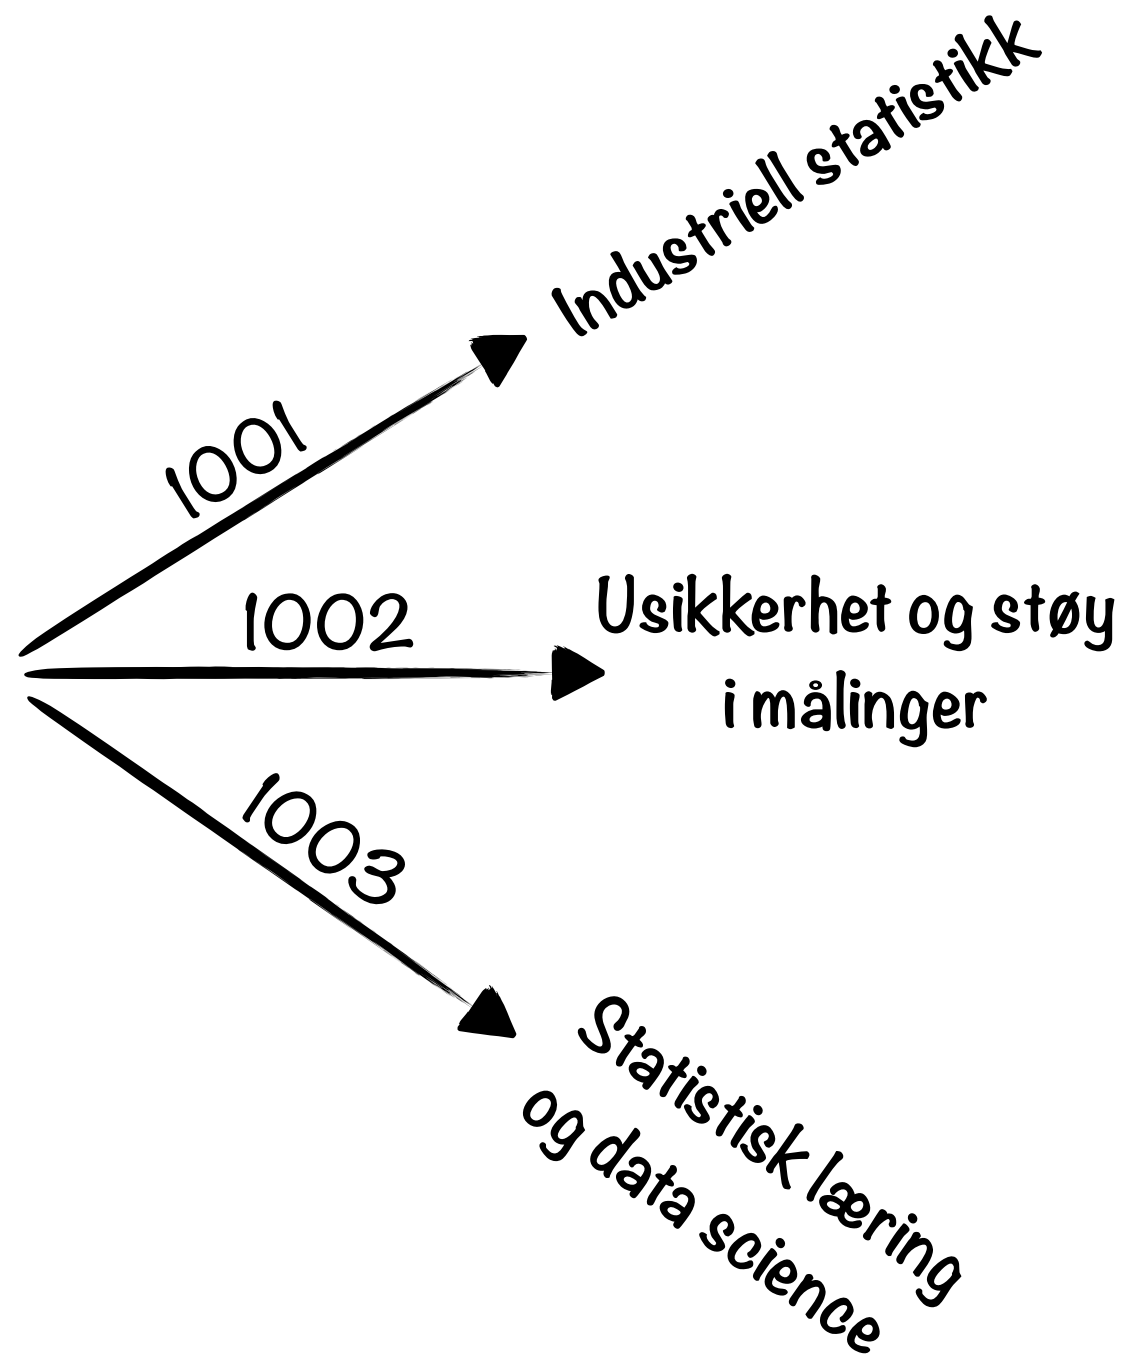 1001
Industriell statistikk
1002
Usikkerhet og støy
i målinger
1003
Statistisk læring
og data science